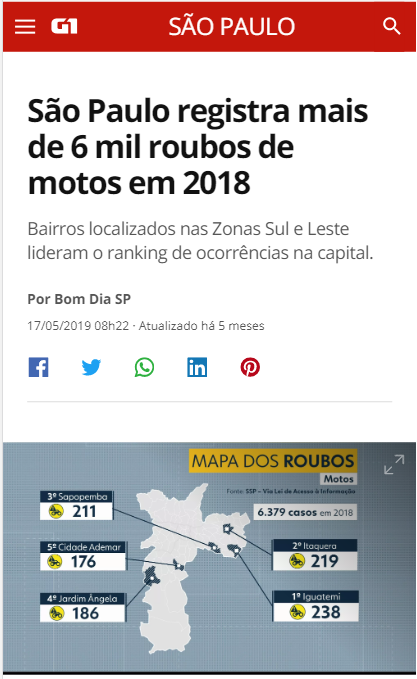 G1
SÃO PAULO
São Paulo registra mais
de 6 mil roubos de
motos em 2018
Bairros localizados nas Zonas Sul e Leste
lideram o ranking de ocorrências na capital.
Por Bom Dia SP
17/05/2019 08h22 · Atualizado há 5 meses
MAPA DOS ROUBOS
Motos
Fonte: SSP - Via Lei de Acesso à Informação
6.379 casos em 2018
3º Sapopemba
211
5º Cidade Ademar
176
4º Jardim Ângela
186
2º Itaquera
219
1º Iguatemi
238